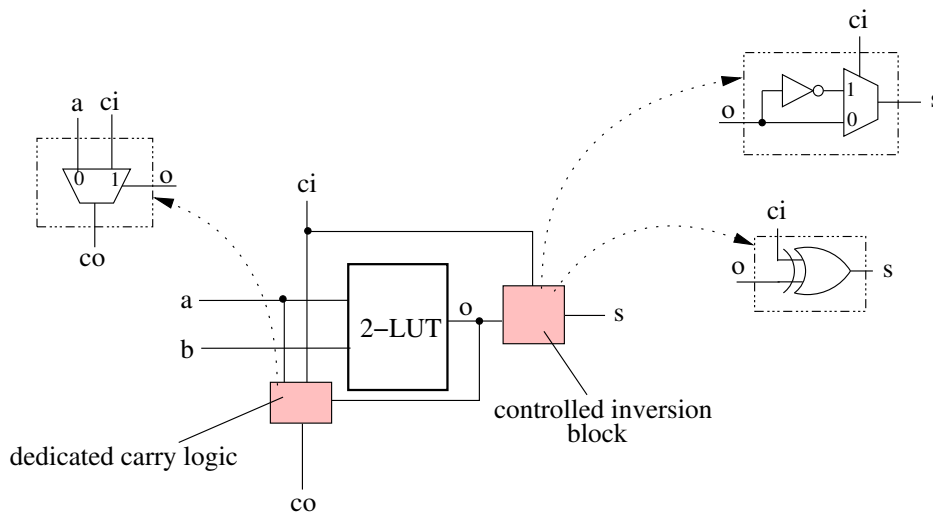 ci
1
o
0
s
a ci
0 1
o
co
ci
ci
o
s
a
2-LUT
o
s
b
controlled inversion
block
dedicated carry logic
co